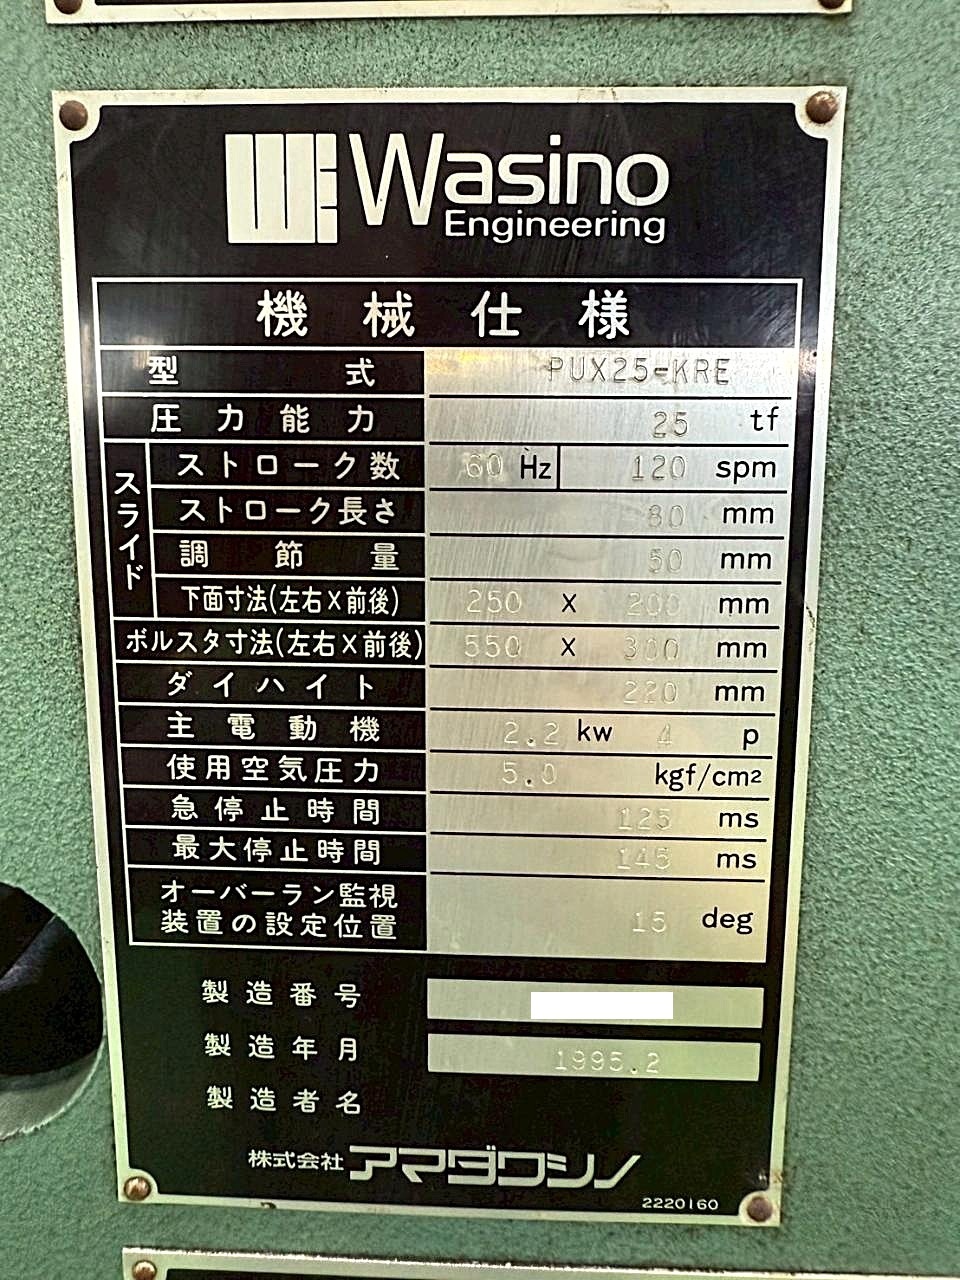 Wasino
Engineering
機械仕様
型式 PUX25-KRE
圧力能力 25 tf
スライド
ストローク数 60 Hz 120 spm
ストローク長さ 80 mm
調節量 50 mm
下面寸法(左右×前後) 250 × 200 mm
ボルスタ寸法(左右×前後) 550 × 300 mm
ダイハイト 220 mm
主電動機 2.2 kw 4 p
使用空気圧力 5.0 kgf/cm2
急停止時間 125 ms
最大停止時間 145 ms
オーバーラン監視
装置の設定位置 15 deg
製造番号
製造年月 1995.2
製造者名
株式会社アマダワシノ
2220160